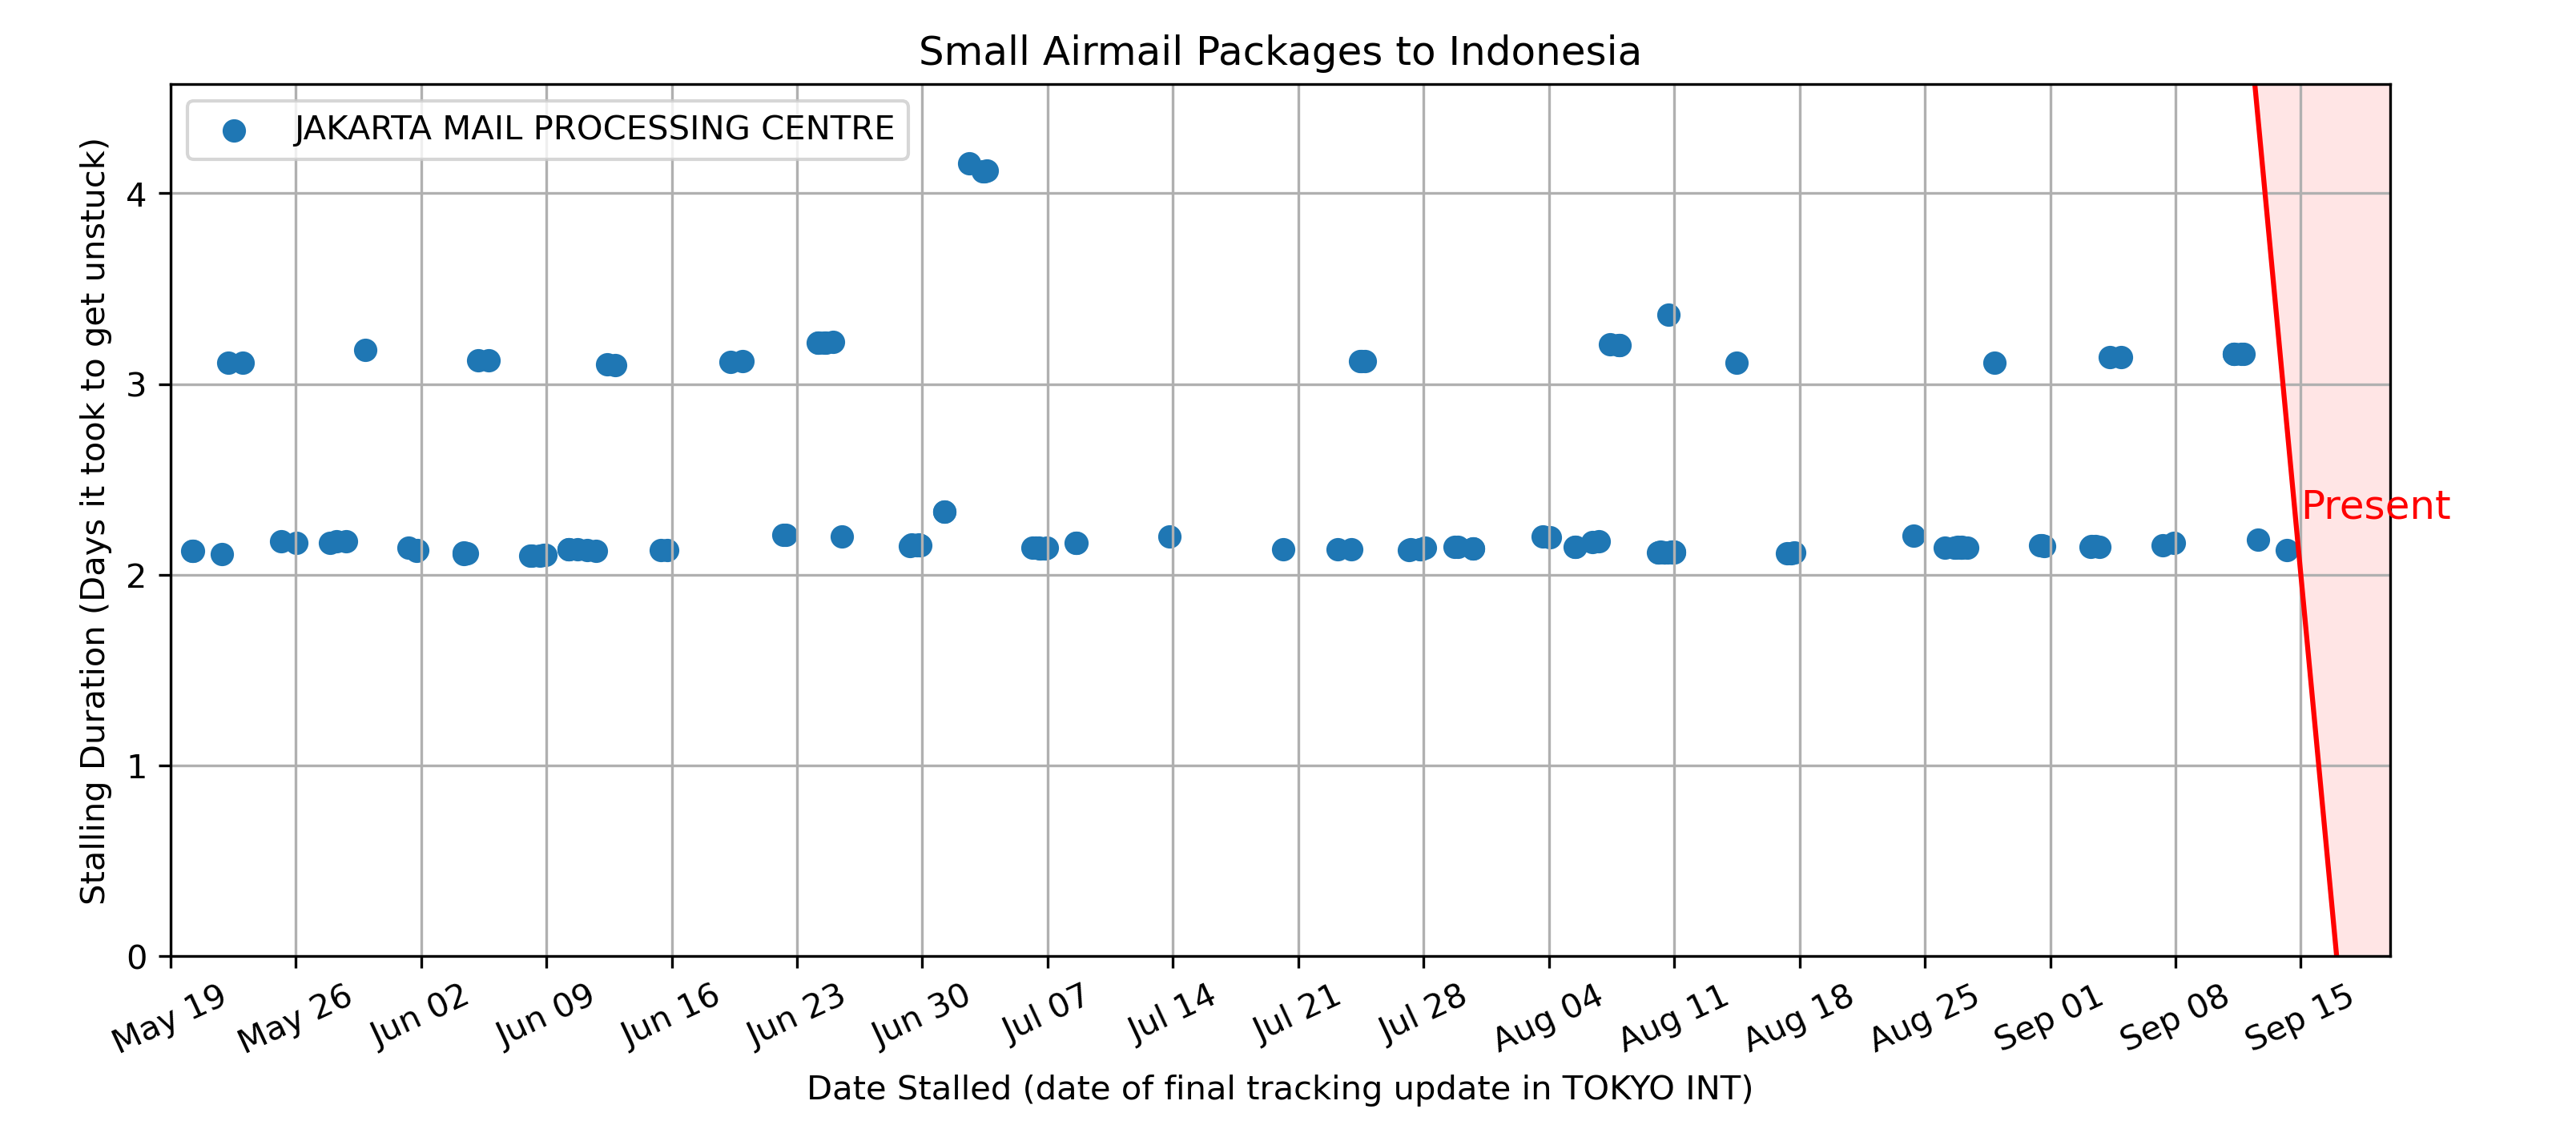 Small Airmail Packages to Indonesia
JAKARTA MAIL PROCESSING CENTRE
Stalling Duration (Days it took to get unstuck)
4
3
2
1
0
Present
May 19
May 26
Jun 02
Jun 09
Jun 16
Jun 23
Jun 30
Jul 07
Jul 14
Jul 21
Jul 28
Aug 04
Aug 11
Aug 18
Aug 25
Sep 01
Sep 08
Sep 15
Date Stalled (date of final tracking update in TOKYO INT)